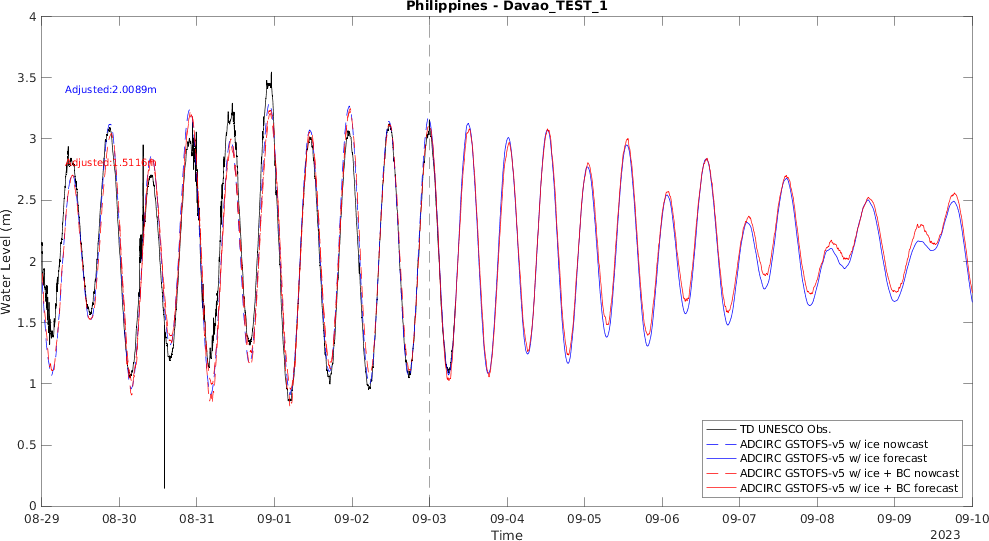 Philippines - Davao_TEST_1
4
3.5
3
2.5
2
1.5
1
0.5
0
Water Level (m)
Adjusted:2.0089m
Adjusted:1.5116m
TD UNESCO Obs.
ADCIRC GSTOFS-v5 w/ ice nowcast
ADCIRC GSTOFS-v5 w/ ice forecast
ADCIRC GSTOFS-v5 w/ ice + BC nowcast
ADCIRC GSTOFS-v5 w/ ice + BC forecast
08-29 08-30 08-31 09-01 09-02 09-03 09-04 09-05 09-06 09-07 09-08 09-09 09-10
Time
2023